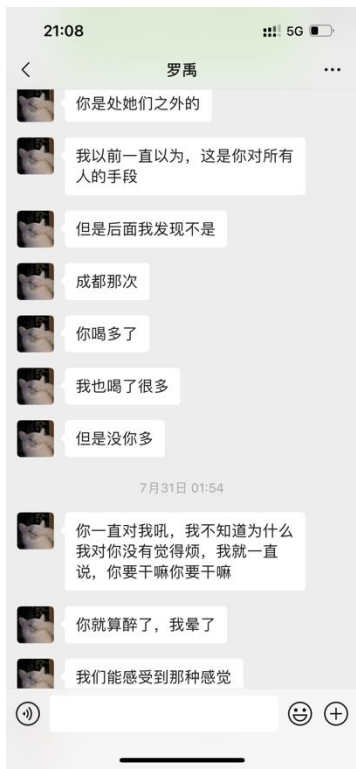 21:08
5G
罗禹
你是处她们之外的
我以前一直以为，这是你对所有
人的手段
但是后面我发现不是
成都那次
你喝多了
我也喝了很多
但是没你多
7月31日 01:54
你一直对我吼，我不知道为什么
我对你没有觉得烦，我就一直
说，你要干嘛你要干嘛
你就算醉了，我晕了
我们能感受到那种感觉